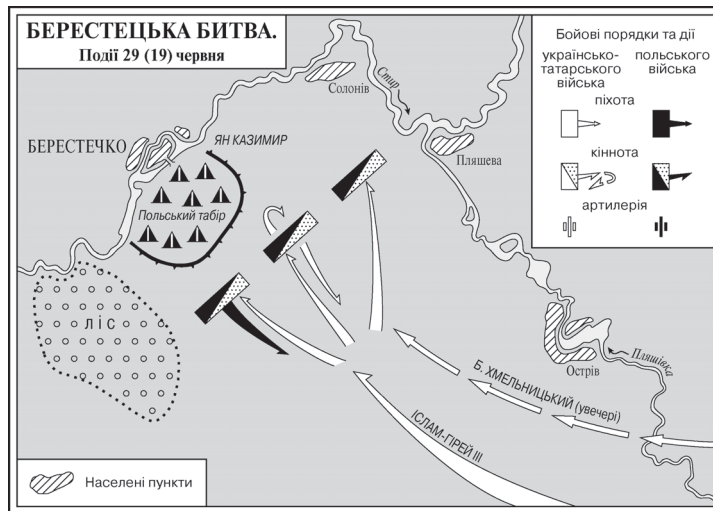 БЕРЕСТЕЦЬКА БИТВА.
Події 29 (19) червня
Бойові порядки та дії
українсько-
татарського
війська
польського
війська
піхота
кіннота
артилерія
Стир
Солонів
БЕРЕСТЕЧКО
ЯН КАЗИМИР
Пляшева
Польський табір
ЛІС
Пляшівка
Острів
Б. ХМЕЛЬНИЦЬКИЙ (увечері)
ІСЛАМ-ГІРЕЙ III
Населені пункти